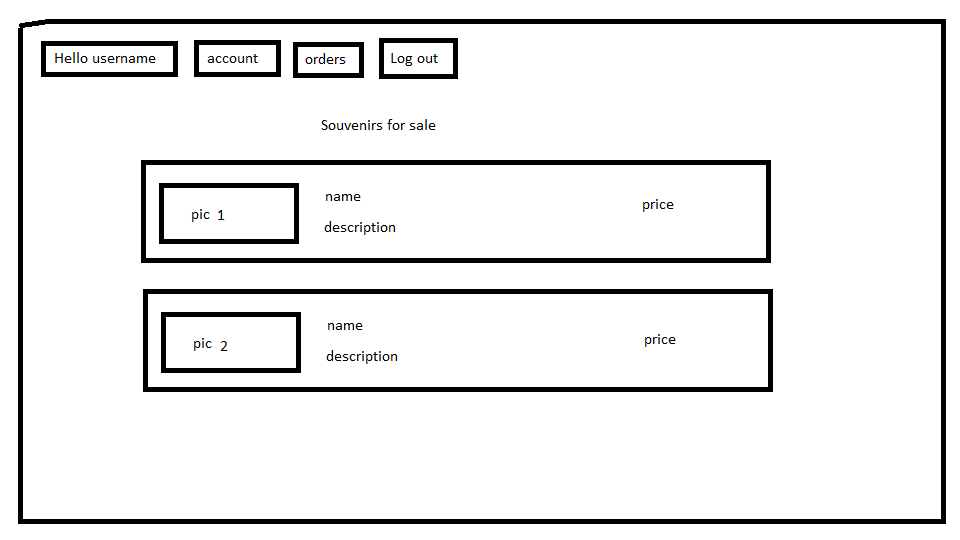 Hello username account orders Log out
Souvenirs for sale
pic 1
name
description
price
pic 2
name
description
price